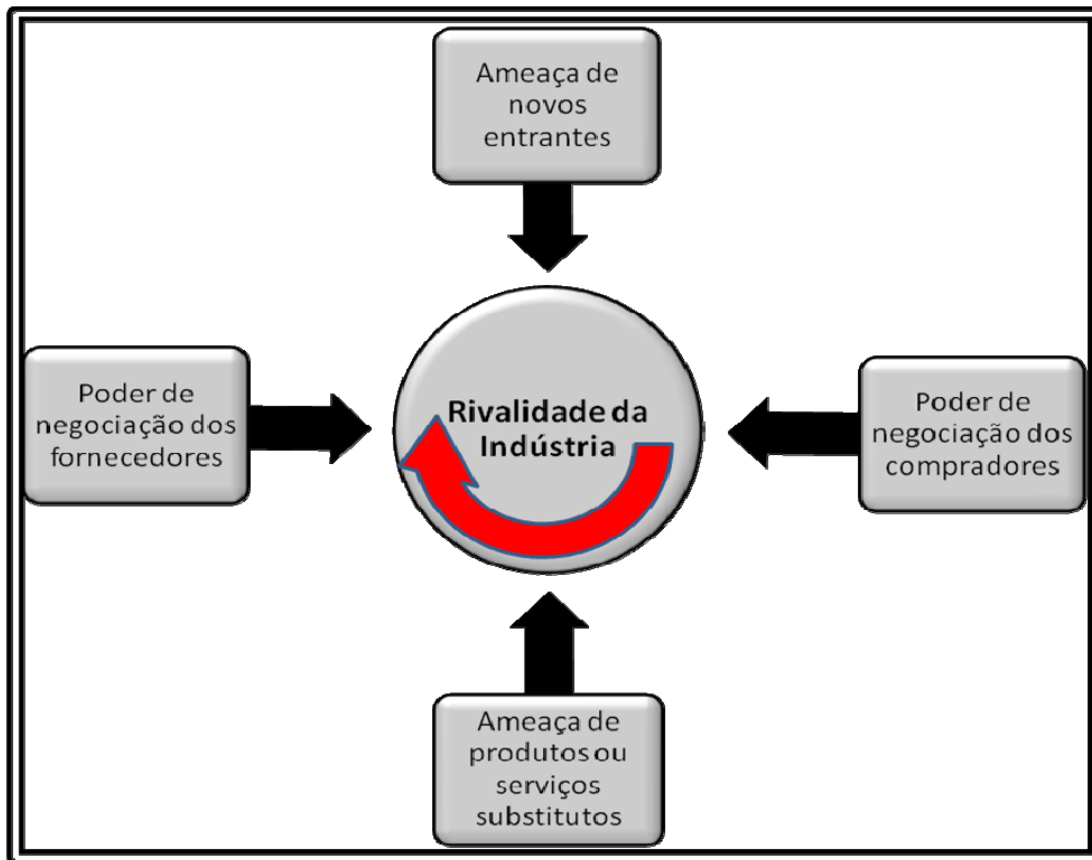 Ameaça de
novos
entrantes
Poder de
negociação dos
fornecedores
Rivalidade da
Indústria
Poder de
negociação dos
compradores
Ameaça de
produtos ou
serviços
substitutos